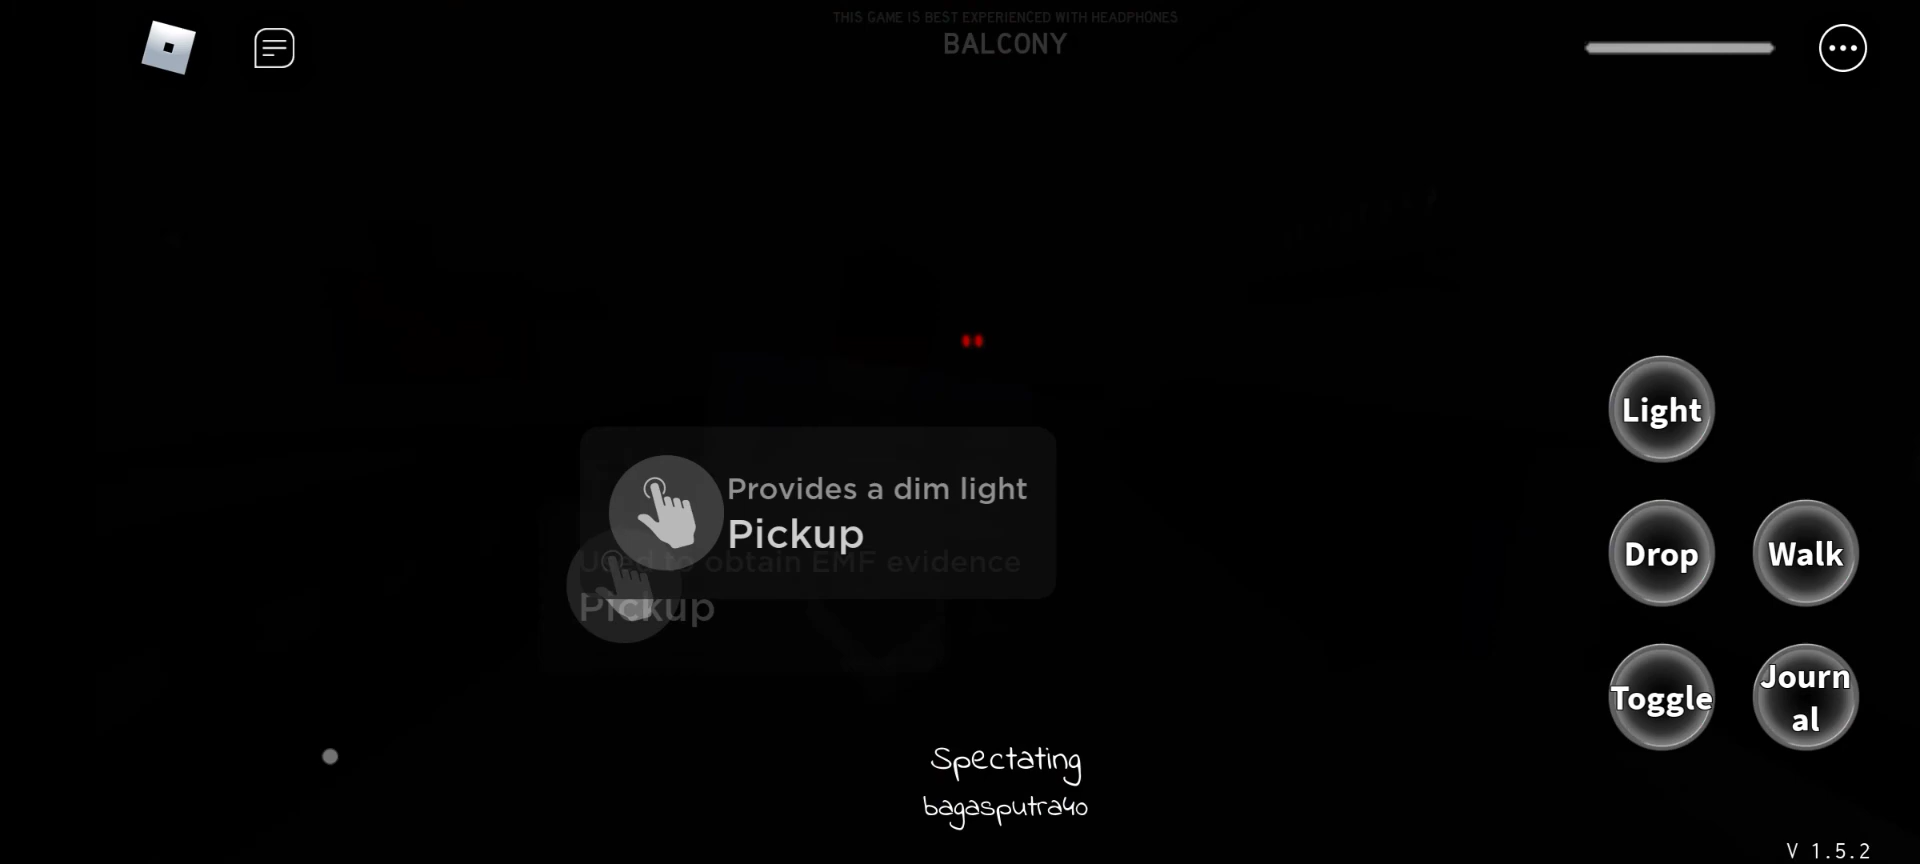 THIS GAME IS BEST EXPERIENCED WITH HEADPHONES
BALCONY
Light
Provides a dim light
Pickup
Used to obtain EMF evidence
Pickup
Drop
Walk
Toggle
Journ
al
Spectating
bagasputra40
V 1.5.2